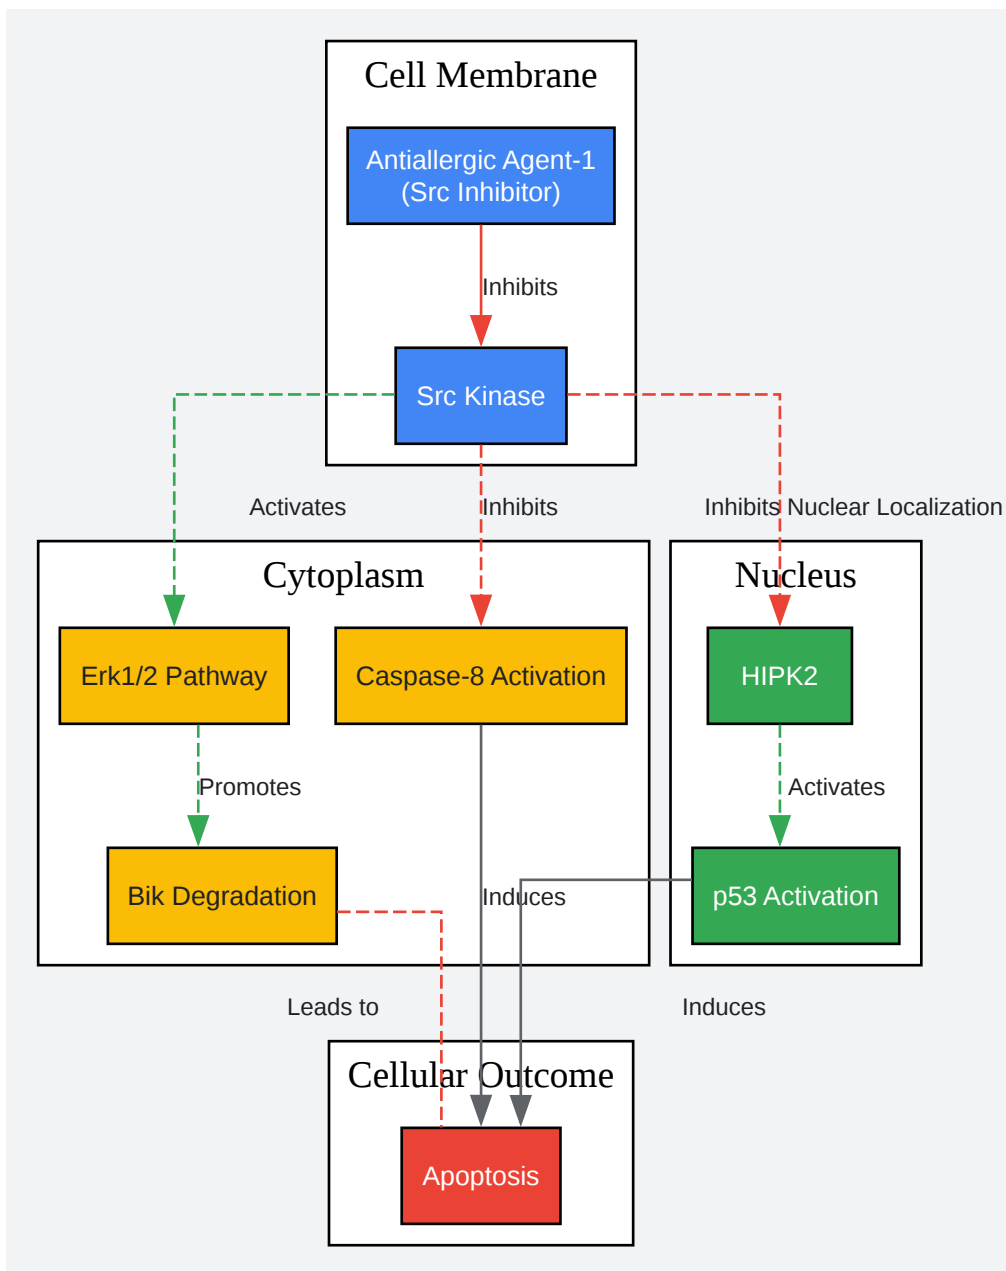 Cell Membrane
Antiallergic Agent-1
(Src Inhibitor)
Inhibits
Src Kinase
Activates
Inhibits
Inhibits Nuclear Localization
Cytoplasm
Nucleus
Erk1/2 Pathway
Caspase-8 Activation
HIPK2
Promotes
Activates
Bik Degradation
Induces
p53 Activation
Leads to
Induces
Cellular Outcome
Apoptosis